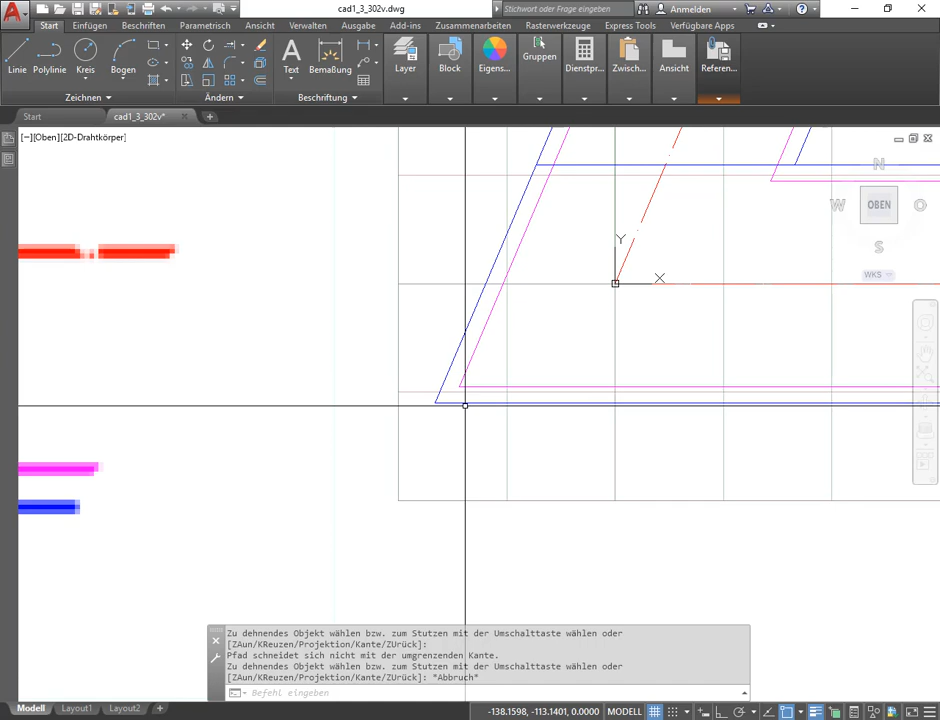 cad1_3_302v.dwg
Stichwort oder Frage eingeben
Anmelden
Start Einfügen Beschriften Parametrisch Ansicht Verwalten Ausgabe Add-ins Zusammenarbeiten Rasterwerkzeuge Express Tools Verfügbare Apps
Linie Polylinie Kreis Bogen Text Bemaßung Layer Block Eigens... Gruppen Dienstpr... Zwisch... Ansicht Referen...
Zeichnen Ändern Beschriftung
Start cad1_3_302v* +
[−][Oben][2D-Drahtkörper]
N
W OBEN O
S
WKS
Y
X
Zu dehnendes Objekt wählen bzw. zum Stutzen mit der Umschalttaste wählen oder
[ZAun/KReuzen/Projektion/Kante/ZUrück]:
Pfad schneidet sich nicht mit der umgrenzenden Kante.
Zu dehnendes Objekt wählen bzw. zum Stutzen mit der Umschalttaste wählen oder
[ZAun/KReuzen/Projektion/Kante/ZUrück]: *Abbruch*
Befehl eingeben
Modell Layout1 Layout2 +
-138.1598, -113.1401, 0.0000 MODELL